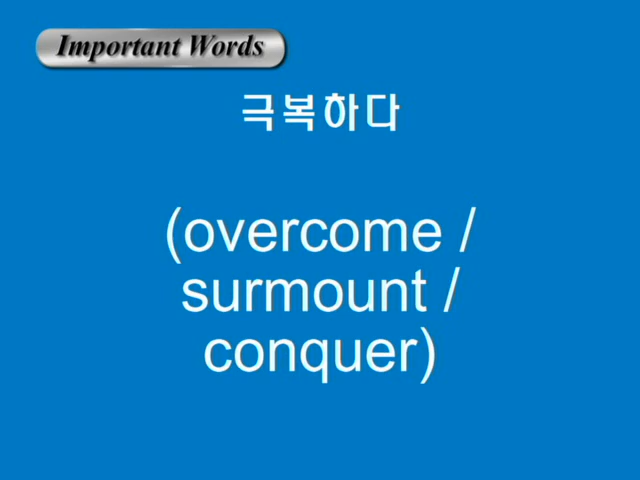 Important Words
극복하다
(overcome /
surmount /
conquer)